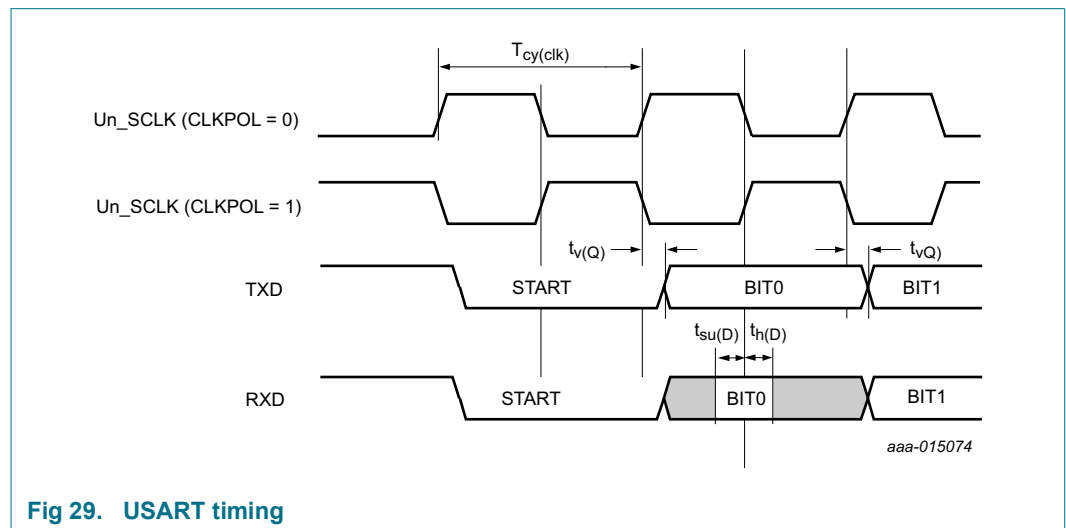 Tcy(clk)
Un_SCLK (CLKPOL = 0)
Un_SCLK (CLKPOL = 1)
tv(Q)
tvQ)
TXD
START
BIT0
BIT1
tsu(D)
th(D)
RXD
START
BIT0
BIT1
aaa-015074
Fig 29. USART timing